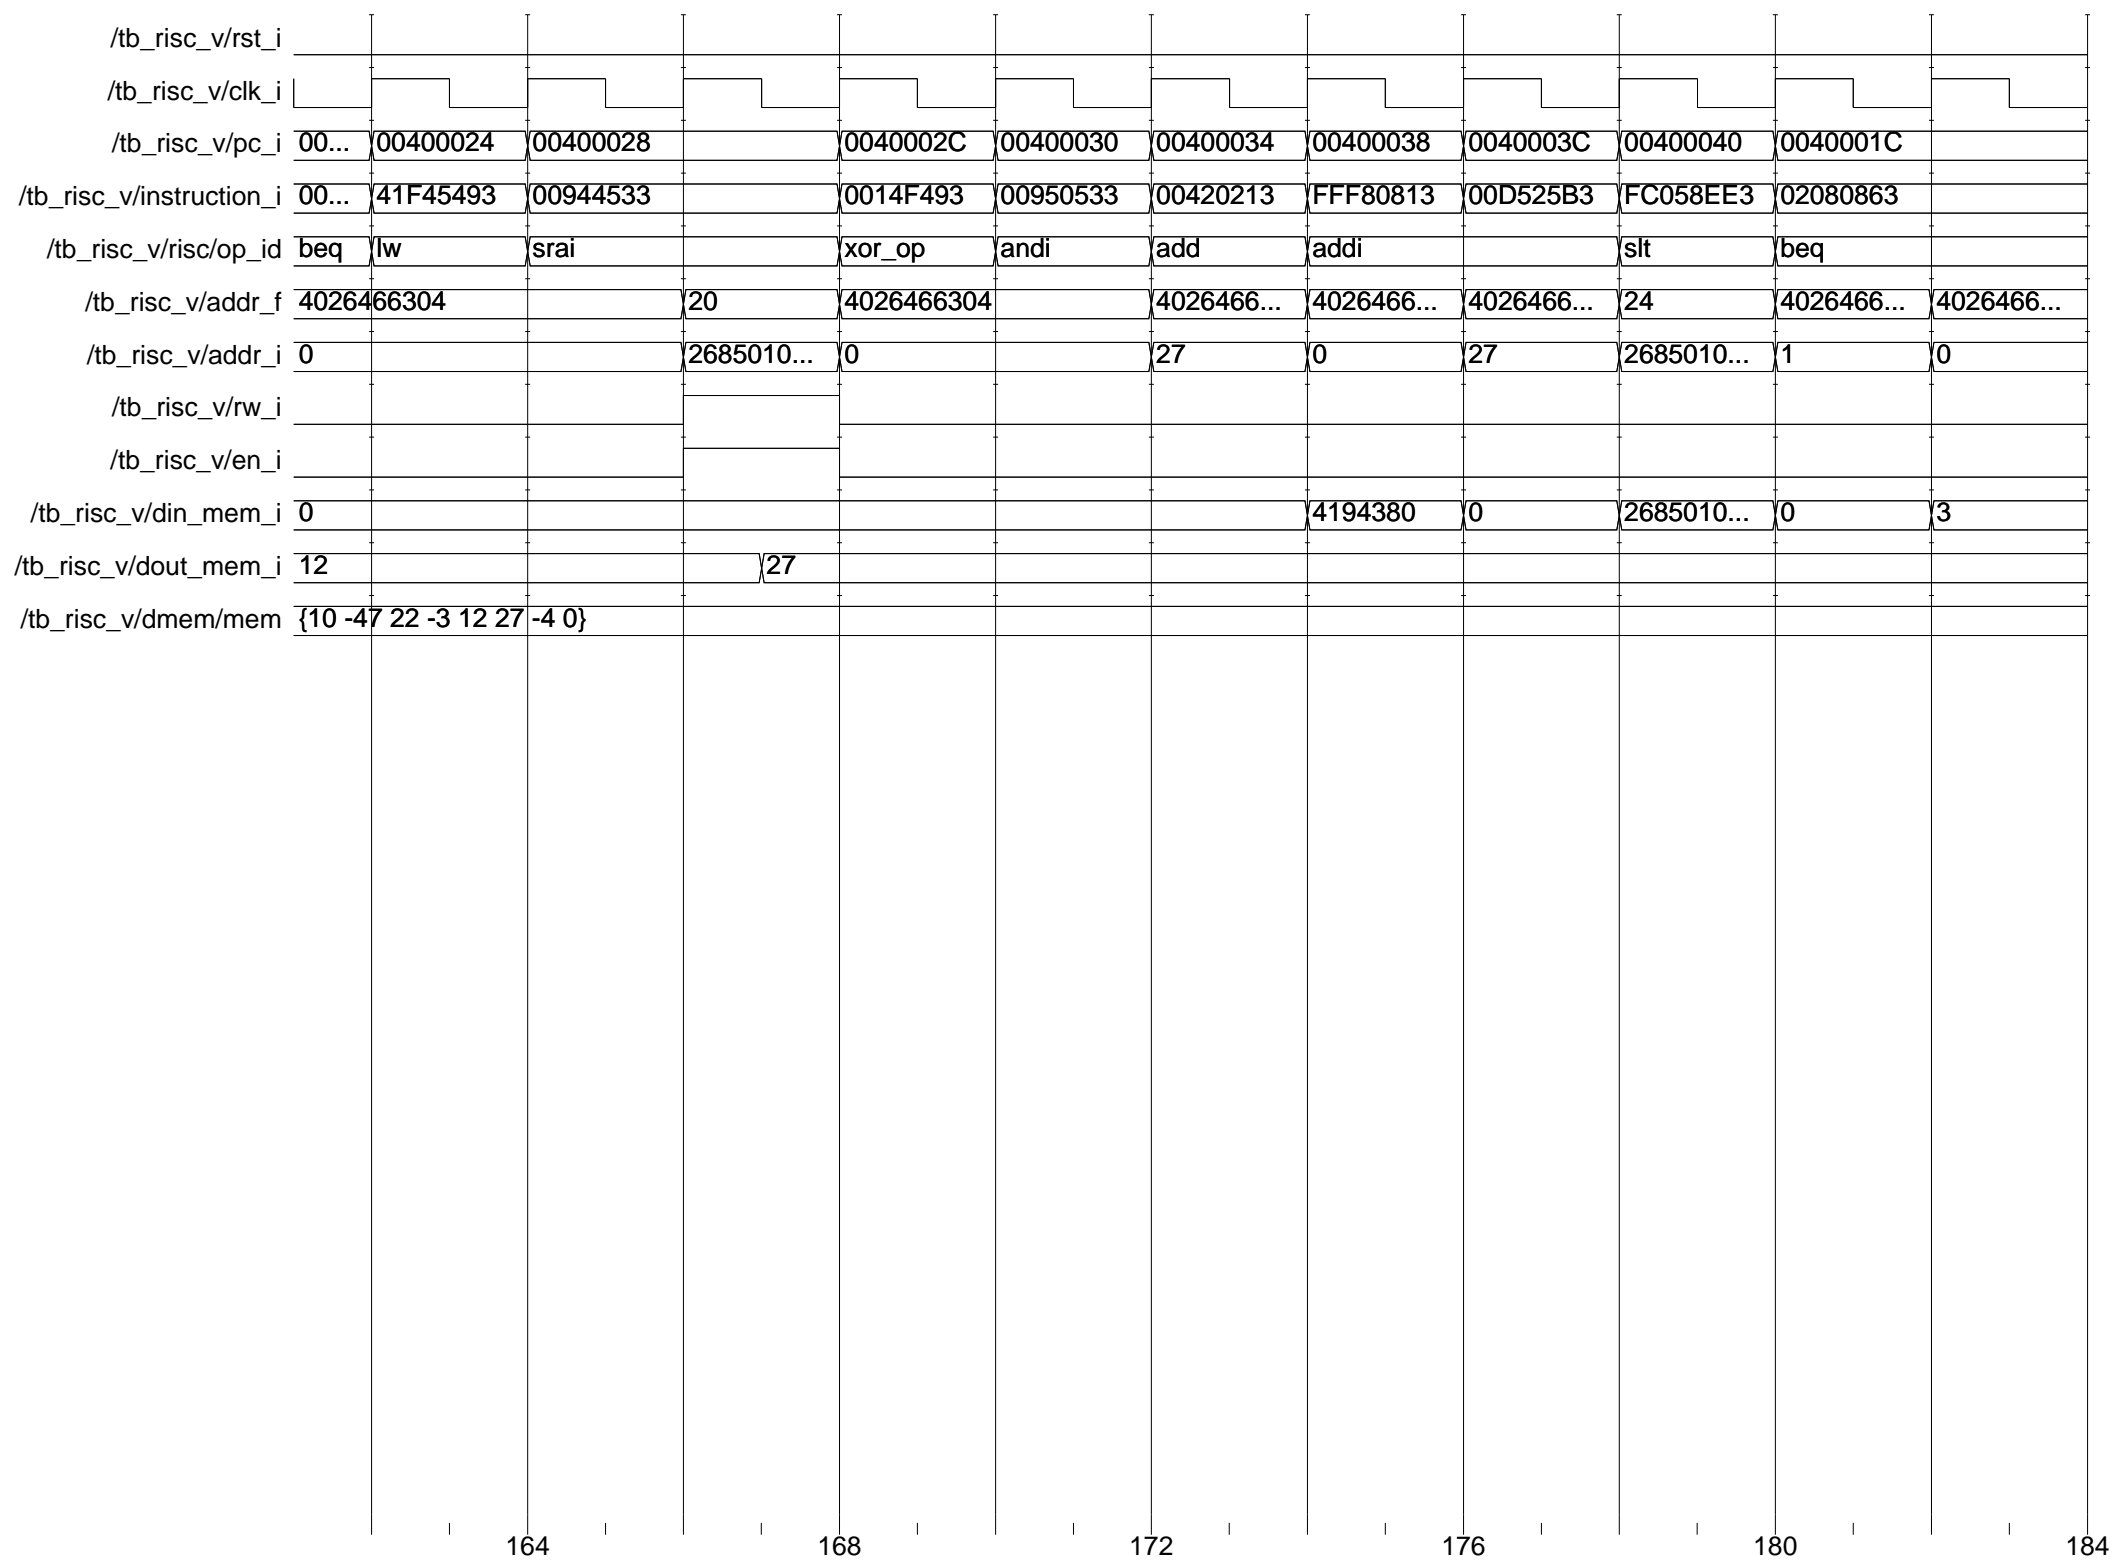 /tb_risc_v/rst_i
/tb_risc_v/clk_i
/tb_risc_v/pc_i 00... 00400024 00400028 0040002C 00400030 00400034 00400038 0040003C 00400040 0040001C
/tb_risc_v/instruction_i 00... 41F45493 00944533 0014F493 00950533 00420213 FFF80813 00D525B3 FC058EE3 02080863
/tb_risc_v/risc/op_id beq lw srai xor_op andi add addi slt beq
/tb_risc_v/addr_f 4026466304 20 4026466304 4026466... 4026466... 4026466... 24 4026466... 4026466...
/tb_risc_v/addr_i 0 2685010... 0 27 0 27 2685010... 1 0
/tb_risc_v/rw_i
/tb_risc_v/en_i
/tb_risc_v/din_mem_i 0 4194380 0 2685010... 0 3
/tb_risc_v/dout_mem_i 12 27
/tb_risc_v/dmem/mem {10 -47 22 -3 12 27 -4 0}
164 168 172 176 180 184